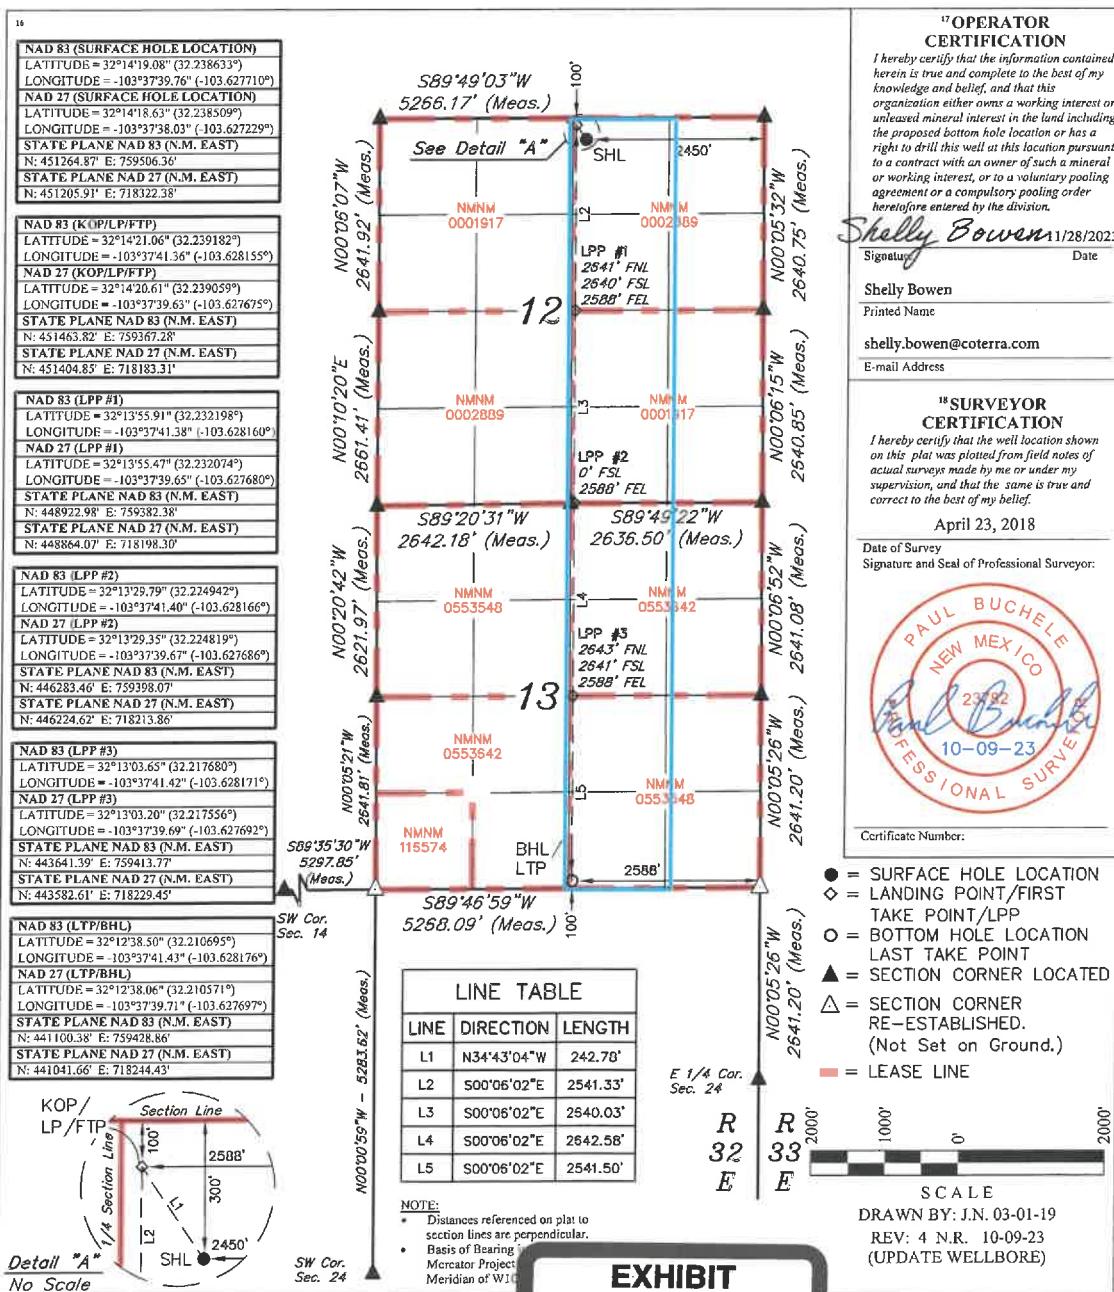 16
NAD 83 (SURFACE HOLE LOCATION)
LATITUDE = 32°14'19.08" (32.238633°)
LONGITUDE = -103°37'39.76" (-103.627710°)
NAD 27 (SURFACE HOLE LOCATION)
LATITUDE = 32°14'18.63" (32.238509°)
LONGITUDE = -103°37'38.03" (-103.627229°)
STATE PLANE NAD 83 (N.M. EAST)
N: 451264.87' E: 759506.36'
STATE PLANE NAD 27 (N.M. EAST)
N: 451205.91' E: 718322.38'
NAD 83 (KOP/LP/FTP)
LATITUDE = 32°14'21.06" (32.239182°)
LONGITUDE = -103°37'41.36" (-103.628155°)
NAD 27 (KOP/LP/FTP)
LATITUDE = 32°14'20.61" (32.239059°)
LONGITUDE = -103°37'39.63" (-103.627675°)
STATE PLANE NAD 83 (N.M. EAST)
N: 451463.82' E: 759367.28'
STATE PLANE NAD 27 (N.M. EAST)
N: 451404.85' E: 718183.31'
NAD 83 (LPP #1)
LATITUDE = 32°13'55.91" (32.232198°)
LONGITUDE = -103°37'41.38" (-103.628160°)
NAD 27 (LPP #1)
LATITUDE = 32°13'55.47" (32.232074°)
LONGITUDE = -103°37'39.65" (-103.627680°)
STATE PLANE NAD 83 (N.M. EAST)
N: 448922.98' E: 759382.38'
STATE PLANE NAD 27 (N.M. EAST)
N: 448864.07' E: 718198.30'
NAD 83 (LPP #2)
LATITUDE = 32°13'29.79" (32.224942°)
LONGITUDE = -103°37'41.40" (-103.628166°)
NAD 27 (LPP #2)
LATITUDE = 32°13'29.35" (32.224819°)
LONGITUDE = -103°37'39.67" (-103.627686°)
STATE PLANE NAD 83 (N.M. EAST)
N: 446283.46' E: 759398.07'
STATE PLANE NAD 27 (N.M. EAST)
N: 446224.62' E: 718213.86'
NAD 83 (LPP #3)
LATITUDE = 32°13'03.65" (32.217680°)
LONGITUDE = -103°37'41.42" (-103.628171°)
NAD 27 (LPP #3)
LATITUDE = 32°13'03.20" (32.217556°)
LONGITUDE = -103°37'39.69" (-103.627692°)
STATE PLANE NAD 83 (N.M. EAST)
N: 443641.39' E: 759413.77'
STATE PLANE NAD 27 (N.M. EAST)
N: 443582.61' E: 718229.45'
NAD 83 (LTP/BHL)
LATITUDE = 32°12'38.50" (32.210695°)
LONGITUDE = -103°37'41.43" (-103.628176°)
NAD 27 (LTP/BHL)
LATITUDE = 32°12'38.06" (32.210571°)
LONGITUDE = -103°37'39.71" (-103.627697°)
STATE PLANE NAD 83 (N.M. EAST)
N: 441100.38' E: 759428.86'
STATE PLANE NAD 27 (N.M. EAST)
N: 441041.66' E: 718244.43'
S89°49'03"W
5266.17' (Meas.)
100'
See Detail "A"
SHL
2450'
N00°06'07"W
2641.92' (Meas.)
NMNM
0001917
L2
NMNM
0002889
N00°05'32"W
2640.75' (Meas.)
LPP #1
2641' FNL
2640' FSL
2588' FEL
12
N00°10'20"E
2661.41' (Meas.)
NMNM
0002889
L3
NMNM
0001917
N00°06'15"W
2640.85' (Meas.)
LPP #2
0' FSL
2588' FEL
S89°20'31"W
2642.18' (Meas.)
S89°49'22"W
2636.50' (Meas.)
N00°20'42"W
2621.97' (Meas.)
NMNM
0553548
L4
NMNM
0553642
N00°06'52"W
2641.08' (Meas.)
LPP #3
2643' FNL
2641' FSL
2588' FEL
13
N00°05'21"W
2641.81' (Meas.)
NMNM
0553642
L5
NMNM
0553548
N00°05'26"W
2641.20' (Meas.)
NMNM
115574
BHL/
LTP
2588'
S89°35'30"W
5297.85'
(Meas.)
SW Cor.
Sec. 14
S89°46'59"W
5268.09' (Meas.)
100'
N00°00'59"W - 5283.62' (Meas.)
N00°05'26"W
2641.20' (Meas.)
E 1/4 Cor.
Sec. 24
SW Cor.
Sec. 24
R R
32 33
E E
LINE TABLE
LINE DIRECTION LENGTH
L1 N34°43'04"W 242.78'
L2 S00°06'02"E 2541.33'
L3 S00°06'02"E 2640.03'
L4 S00°06'02"E 2642.58'
L5 S00°06'02"E 2541.50'
NOTE:
• Distances referenced on plat to
section lines are perpendicular.
• Basis of Bearing
Mercator Project
Meridian of
EXHIBIT
KOP/
LP/FTP
Section Line
100'
2588'
300'
1/4 Section Line
L1
L2
2450'
SHL
Detail "A"
No Scale
17 OPERATOR
CERTIFICATION
I hereby certify that the information contained
herein is true and complete to the best of my
knowledge and belief, and that this
organization either owns a working interest or
unleased mineral interest in the land including
the proposed bottom hole location or has a
right to drill this well at this location pursuant
to a contract with an owner of such a mineral
or working interest, or to a voluntary pooling
agreement or a compulsory pooling order
heretofore entered by the division.
Shelly Bowen 11/28/2023
Signature Date
Shelly Bowen
Printed Name
shelly.bowen@coterra.com
E-mail Address
18 SURVEYOR
CERTIFICATION
I hereby certify that the well location shown
on this plat was plotted from field notes of
actual surveys made by me or under my
supervision, and that the same is true and
correct to the best of my belief.
April 23, 2018
Date of Survey
Signature and Seal of Professional Surveyor:
PAUL BUCHELE
NEW MEXICO
23782
Paul Buchele
10-09-23
PROFESSIONAL SURVEYOR
Certificate Number:
● = SURFACE HOLE LOCATION
◇ = LANDING POINT/FIRST
TAKE POINT/LPP
O = BOTTOM HOLE LOCATION
LAST TAKE POINT
▲ = SECTION CORNER LOCATED
△ = SECTION CORNER
RE-ESTABLISHED.
(Not Set on Ground.)
= LEASE LINE
2000' 1000' 0' 2000'
SCALE
DRAWN BY: J.N. 03-01-19
REV: 4 N.R. 10-09-23
(UPDATE WELLBORE)